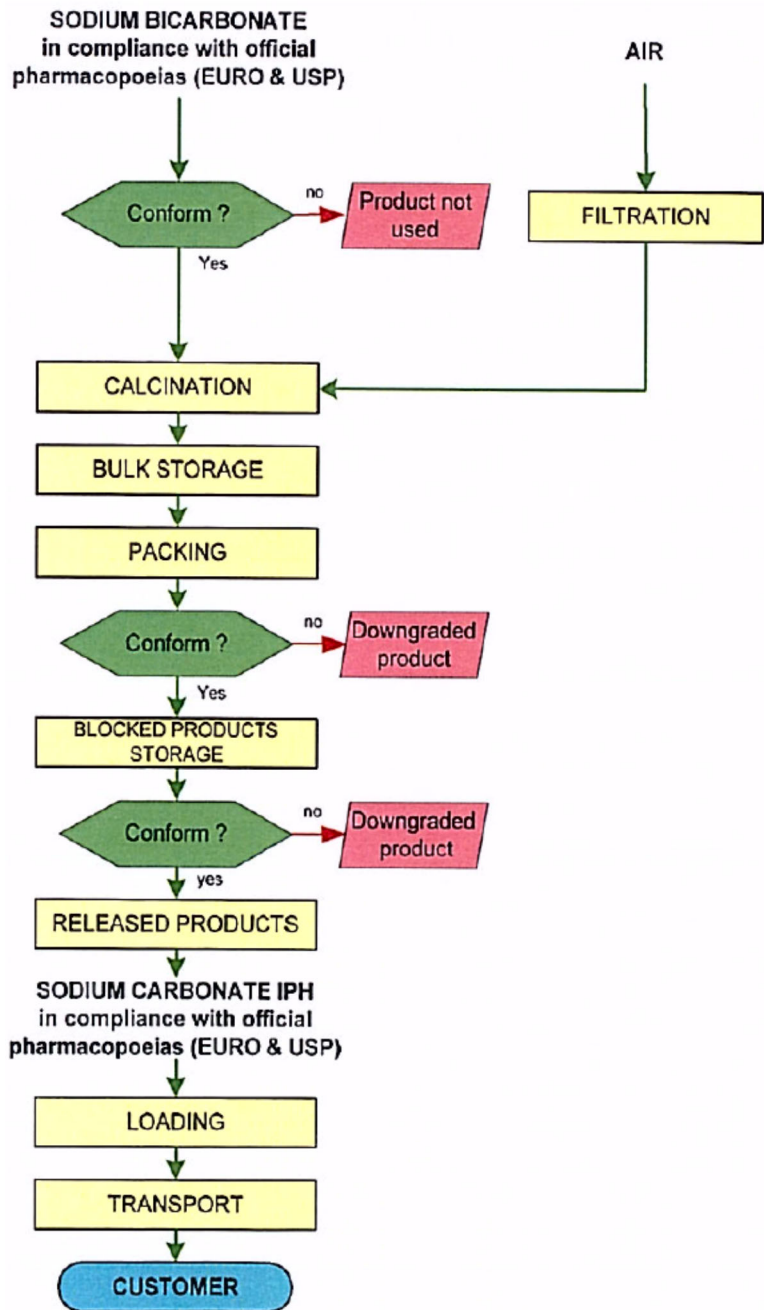 SODIUM BICARBONATE
in compliance with official
pharmacopoeias (EURO & USP)
AIR
Conform ?
no
Product not
used
FILTRATION
Yes
CALCINATION
BULK STORAGE
PACKING
Conform ?
no
Downgraded
product
Yes
BLOCKED PRODUCTS
STORAGE
Conform ?
no
Downgraded
product
yes
RELEASED PRODUCTS
SODIUM CARBONATE IPH
in compliance with official
pharmacopoeias (EURO & USP)
LOADING
TRANSPORT
CUSTOMER